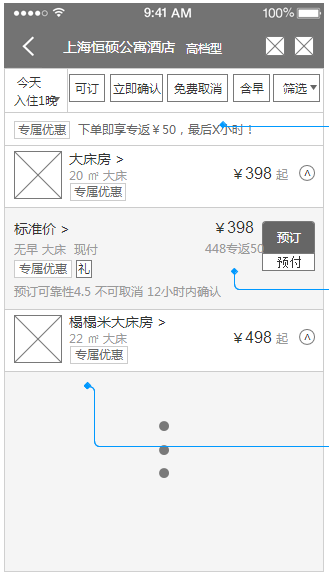 9:41 AM 100%
上海恒硕公寓酒店 高档型
今天
入住1晚
可订 立即确认 免费取消 含早 筛选
专属优惠 下单即享专返￥50，最后X小时！
大床房 >
20 ㎡ 大床
专属优惠
￥398 起
标准价 >
￥398
无早 大床 现付
448专返50
专属优惠 礼
预订
预付
预订可靠性4.5 不可取消 12小时内确认
榻榻米大床房 >
22 ㎡ 大床
专属优惠
￥498 起